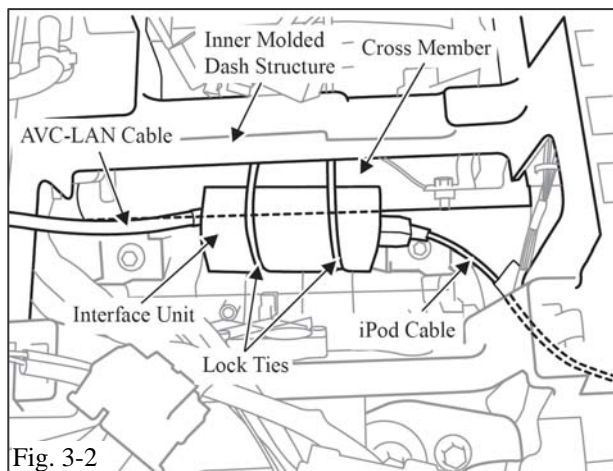 Inner Molded
Dash Structure
Cross Member
AVC-LAN Cable
Interface Unit
iPod Cable
Lock Ties
Fig. 3-2